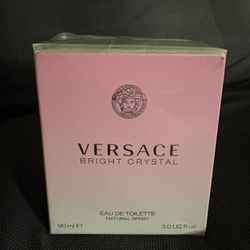 VERSACE
BRIGHT CRYSTAL
EAU DE TOILETTE
NATURAL SPRAY
90 ml ℮ 3.0 US fl oz